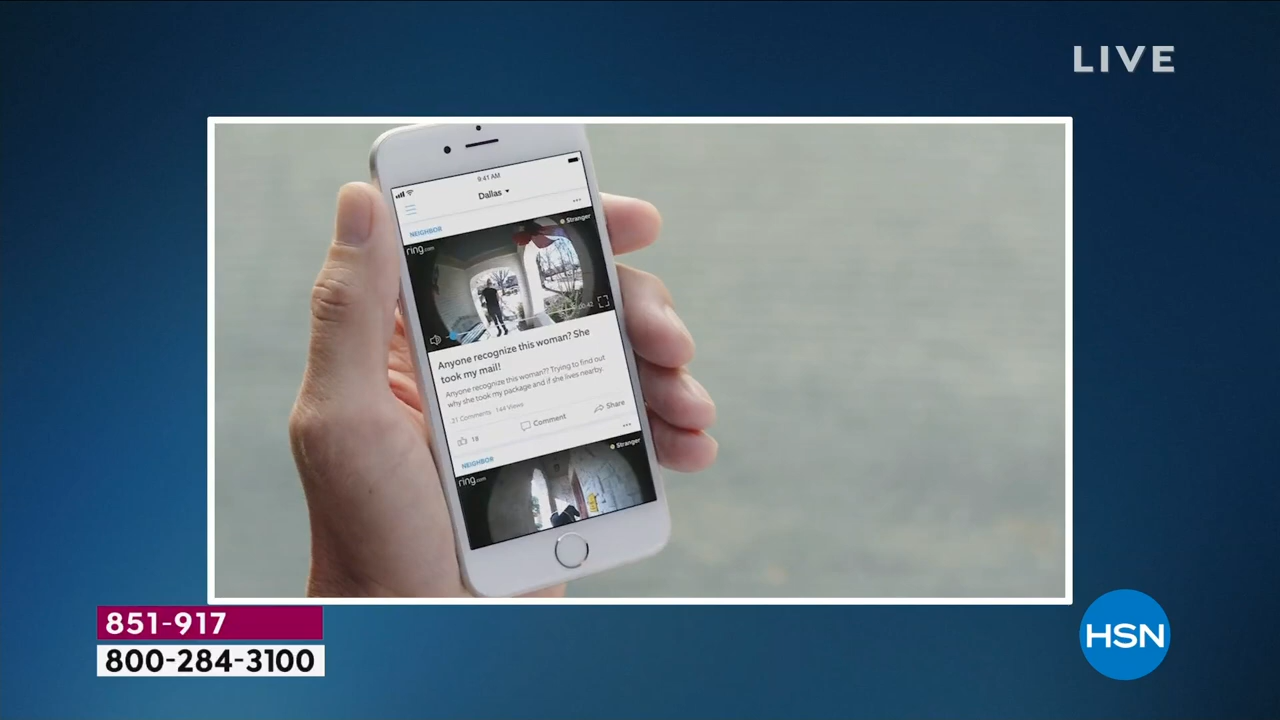 LIVE
9:41 AM
Dallas
NEIGHBOR
Stranger
ring.com
00:42
Anyone recognize this woman? She
took my mail!
Anyone recognize this woman?? Trying to find out
why she took my package and if she lives nearby.
21 Comments · 144 Views
18
Comment
Share
NEIGHBOR
Stranger
ring.com
851-917
800-284-3100
HSN